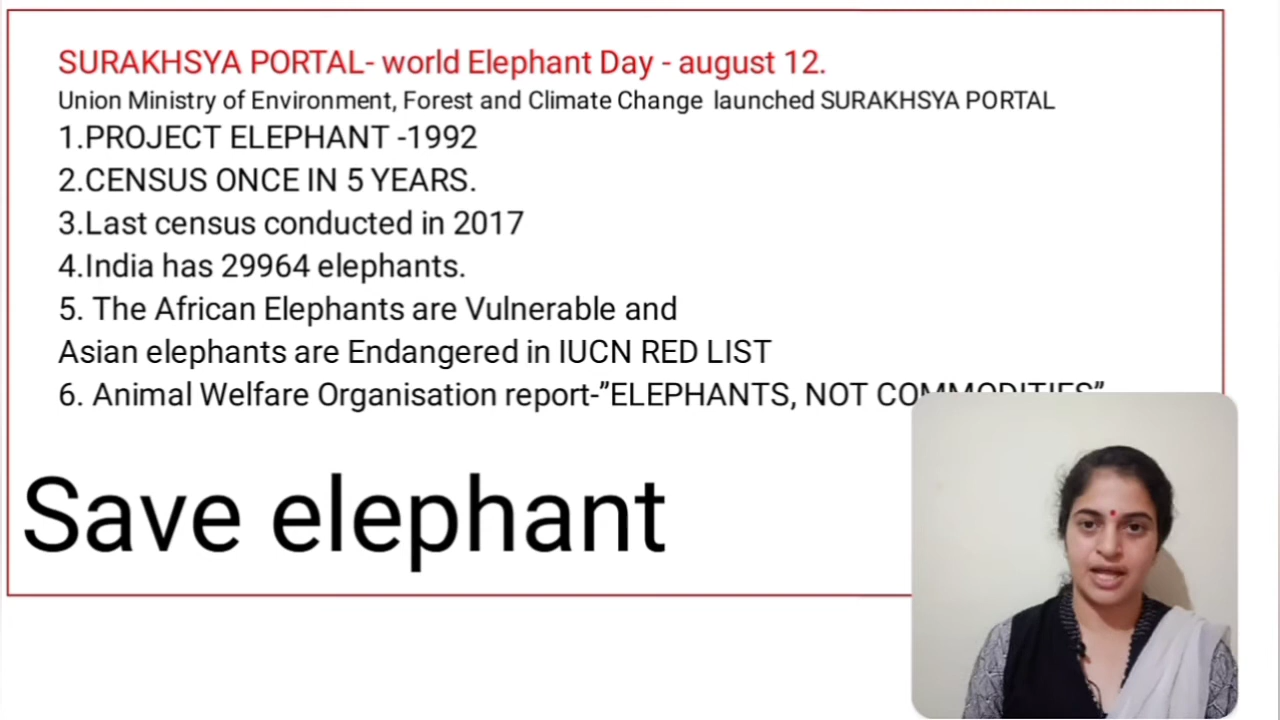 SURAKHSYA PORTAL- world Elephant Day - august 12.
Union Ministry of Environment, Forest and Climate Change launched SURAKHSYA PORTAL
1.PROJECT ELEPHANT -1992
2.CENSUS ONCE IN 5 YEARS.
3.Last census conducted in 2017
4.India has 29964 elephants.
5. The African Elephants are Vulnerable and
Asian elephants are Endangered in IUCN RED LIST
6. Animal Welfare Organisation report-”ELEPHANTS, NOT COMMODITIES”
Save elephant